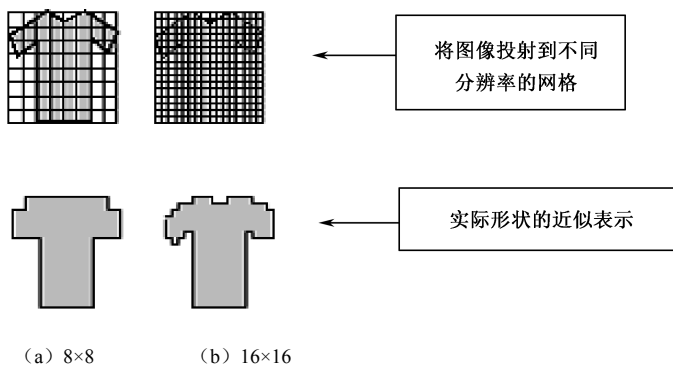 将图像投射到不同
分辨率的网格
实际形状的近似表示
（a）8×8
（b）16×16